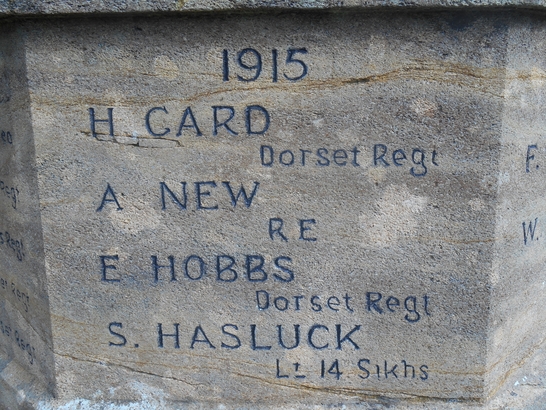 1915
H. CARD
Dorset Regt
A. NEW
R E
E. HOBBS
Dorset Regt
S. HASLUCK
Lt 14 Sikhs
F.
W.